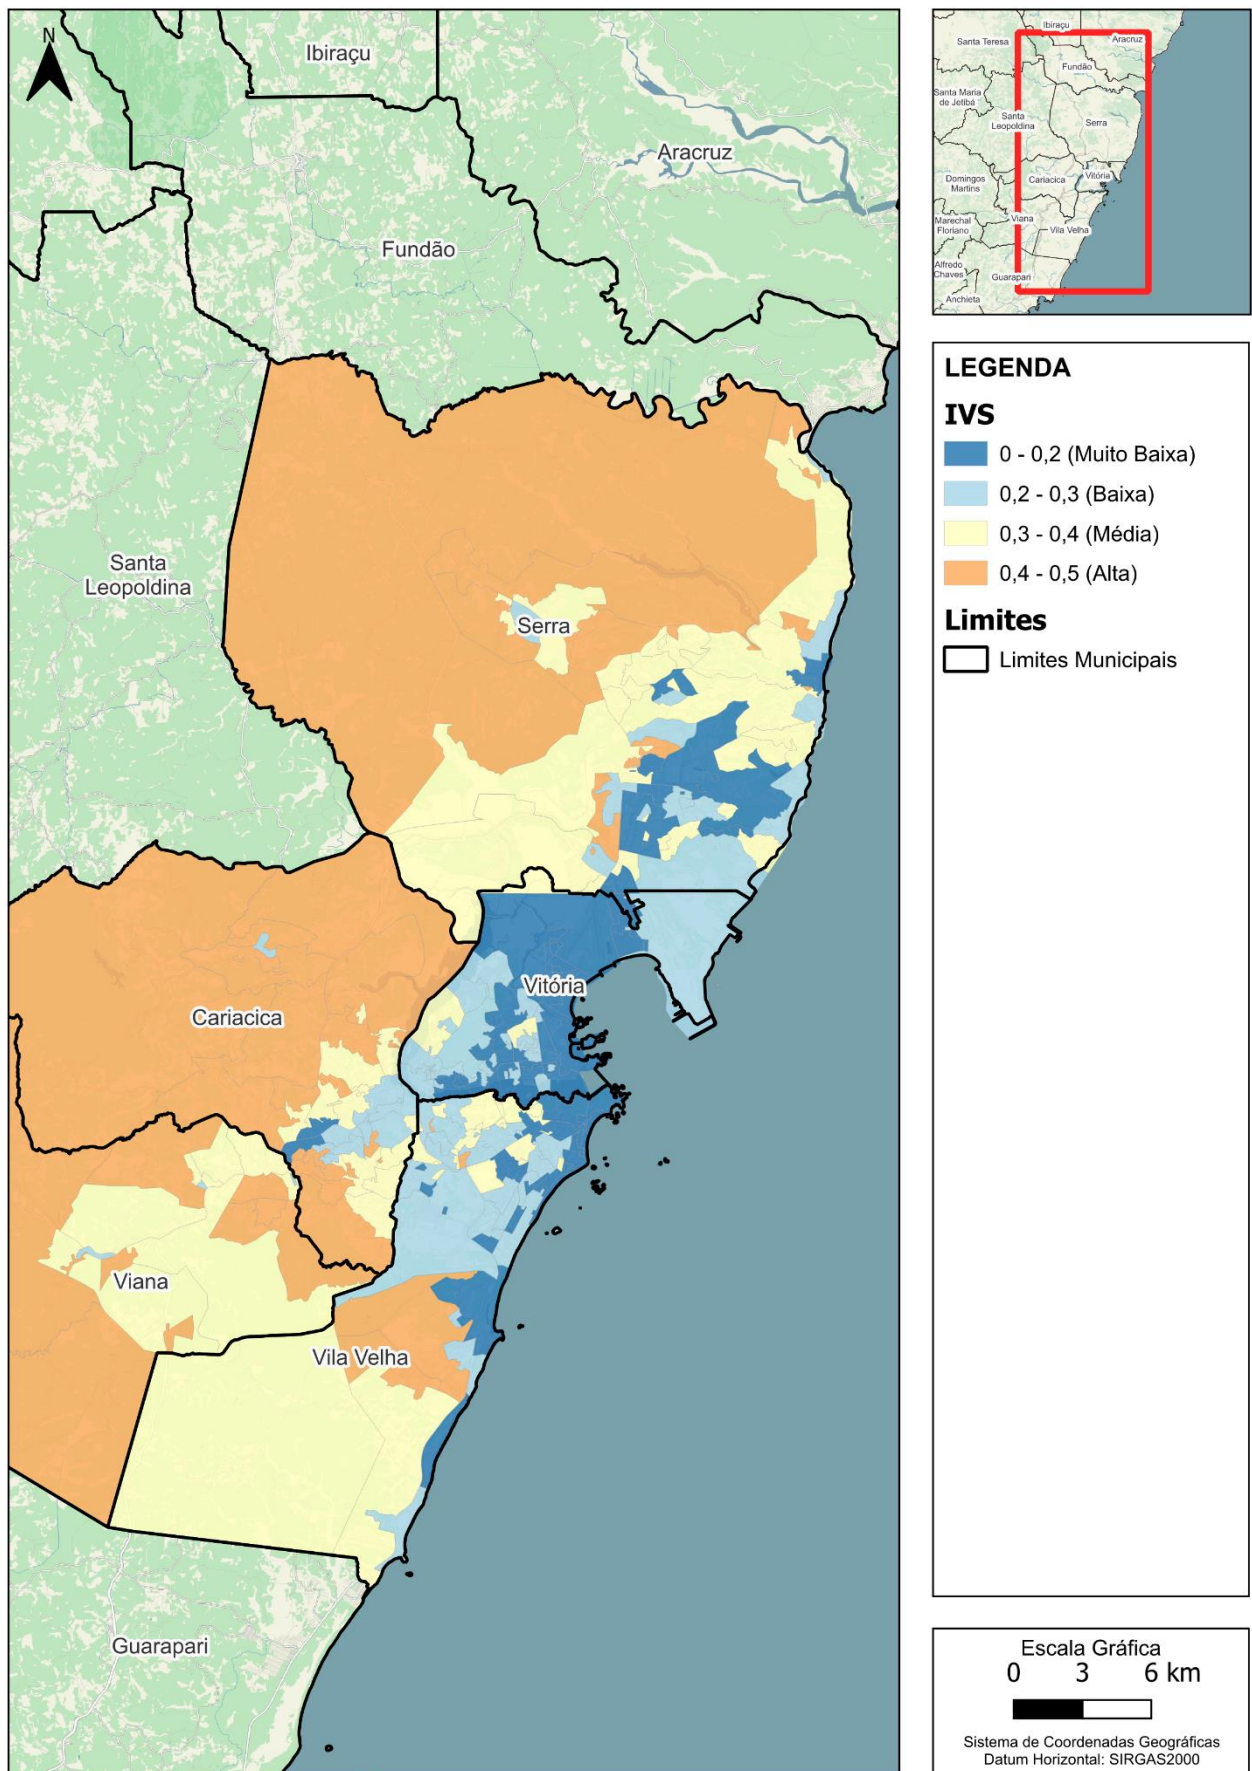 N
Ibiraçu
Aracruz
Fundão
Santa
Leopoldina
Serra
Vitória
Cariacica
Viana
Vila Velha
Guarapari
Ibiraçu
Santa Teresa
Aracruz
Fundão
Santa Maria
de Jetibá
Santa
Leopoldina
Serra
Domingos
Martins
Cariacica
Vitória
Marechal
Floriano
Viana
Vila Velha
Alfredo
Chaves
Guarapari
Anchieta
LEGENDA
IVS
0 - 0,2 (Muito Baixa)
0,2 - 0,3 (Baixa)
0,3 - 0,4 (Média)
0,4 - 0,5 (Alta)
Limites
Limites Municipais
Escala Gráfica
0 3 6 km
Sistema de Coordenadas Geográficas
Datum Horizontal: SIRGAS2000